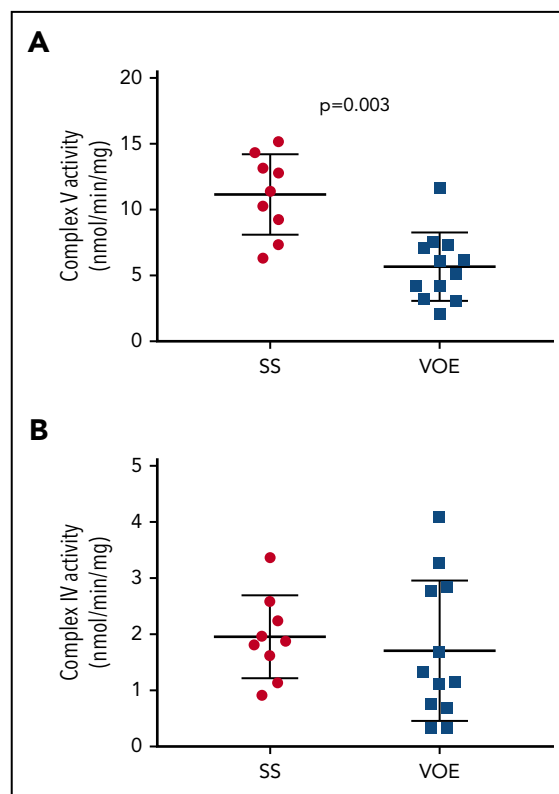 A
Complex V activity
(nmol/min/mg)
20
15
10
5
0
p=0.003
SS
VOE
B
Complex IV activity
(nmol/min/mg)
5
4
3
2
1
0
SS
VOE